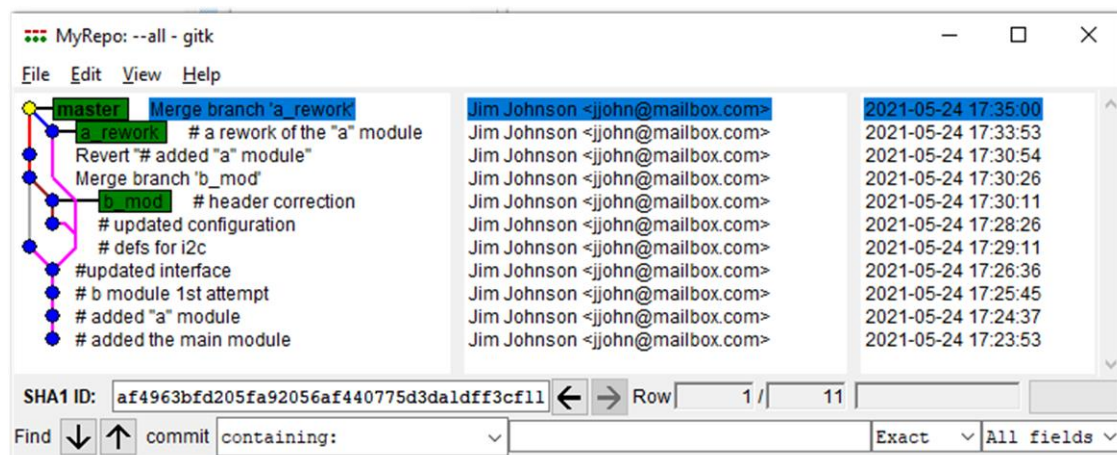 MyRepo: --all - gitk
File Edit View Help
master Merge branch 'a_rework' Jim Johnson <jjohn@mailbox.com> 2021-05-24 17:35:00
a_rework # a rework of the "a" module Jim Johnson <jjohn@mailbox.com> 2021-05-24 17:33:53
Revert "# added "a" module" Jim Johnson <jjohn@mailbox.com> 2021-05-24 17:30:54
Merge branch 'b_mod' Jim Johnson <jjohn@mailbox.com> 2021-05-24 17:30:26
b_mod # header correction Jim Johnson <jjohn@mailbox.com> 2021-05-24 17:30:11
# updated configuration Jim Johnson <jjohn@mailbox.com> 2021-05-24 17:28:26
# defs for i2c Jim Johnson <jjohn@mailbox.com> 2021-05-24 17:29:11
#updated interface Jim Johnson <jjohn@mailbox.com> 2021-05-24 17:26:36
# b module 1st attempt Jim Johnson <jjohn@mailbox.com> 2021-05-24 17:25:45
# added "a" module Jim Johnson <jjohn@mailbox.com> 2021-05-24 17:24:37
# added the main module Jim Johnson <jjohn@mailbox.com> 2021-05-24 17:23:53
SHA1 ID: af4963bfd205fa92056af440775d3da1dff3cf11 Row 1 / 11
Find commit containing: Exact All fields